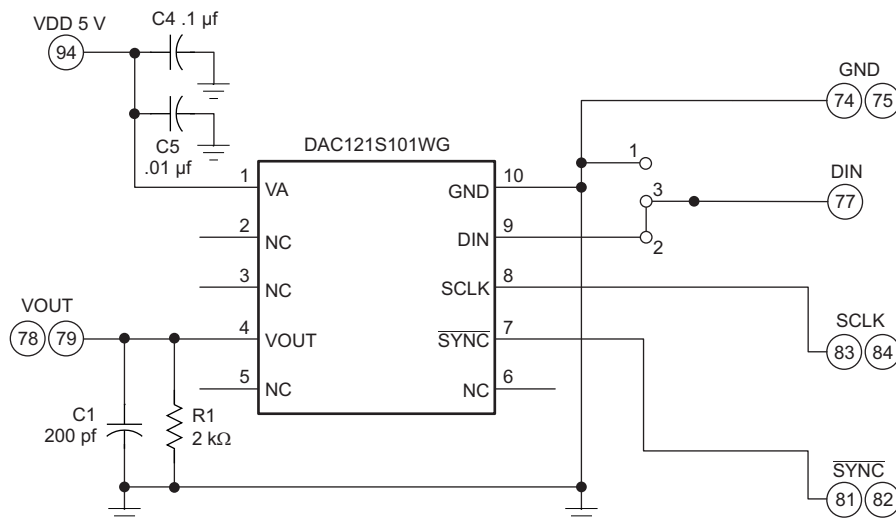 VDD 5 V
94
C4 .1 µf
C5
.01 µf
DAC121S101WG
1
VA
2
NC
3
NC
4
VOUT
5
NC
10
GND
9
DIN
8
SCLK
7
SYNC
6
NC
VOUT
78 79
C1
200 pf
R1
2 kΩ
1
3
2
GND
74 75
DIN
77
SCLK
83 84
SYNC
81 82